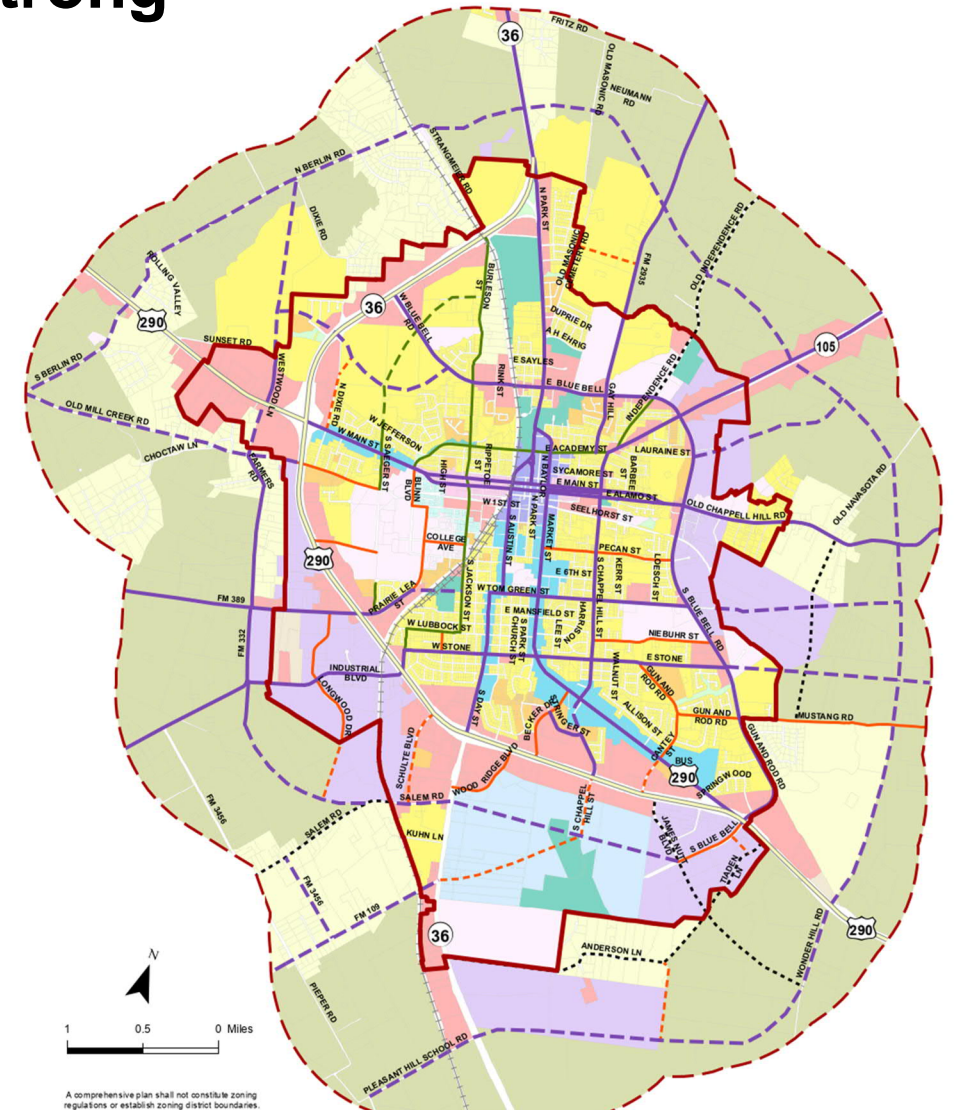 trong
36
FRITZ RD
OLD MASONIC RD
NEUMANN
RD
STRANGMEIER RD
N BERLIN RD
DIXIE RD
N PARK ST
OLD INDEPENDENCE RD
OLD MASONIC
CEMETERY RD
FM 2935
ROLLING VALLEY
BURLESON
ST
36
W BLUE BELL
RD
290
DUPRIE DR
A H EHRIG
105
SUNSET RD
S BERLIN RD
WESTWOOD LN
E SAYLES
RINK ST
INDEPENDENCE RD
E BLUE BELL
GAY HILL
N DIXIE RD
OLD MILL CREEK RD
W JEFFERSON
W MAIN ST
S SAEGER ST
CHOCTAW LN
E ACADEMY ST
LAURAINE ST
RIPPETOE
ST
HIGH ST
N BAYLOR
SYCAMORE ST
BARBEE
ST
FARMERS
RD
E MAIN ST
E ALAMO ST
BLINN
BLVD
OLD NAVASOTA RD
W 1ST ST
N PARK ST
SEELHORST ST
OLD CHAPPELL HILL RD
S AUSTIN ST
MARKET ST
COLLEGE
AVE
290
PECAN ST
S JACKSON ST
E 6TH ST
S CHAPPEL HILL ST
KERR ST
LOESCH ST
PRAIRIE LEA
ST
W TOM GREEN ST
FM 389
S BLUE BELL RD
E MANSFIELD ST
W LUBBOCK ST
S PARK ST
CHURCH ST
LEE ST
HARRISON
NIEBUHR ST
FM 332
W STONE
E STONE
INDUSTRIAL
BLVD
WALNUT ST
GUN AND
ROD RD
LONGWOOD DR
S DAY ST
BECKER DR
STRINGER ST
ALLISON ST
GUN AND
ROD RD
MUSTANG RD
CANTEY
ST
GUN AND ROD RD
SCHULTE BLVD
BUS
290
WOOD RIDGE BLVD
SPRINGWOOD
SALEM RD
FM 3456
SALEM RD
S CHAPPEL
HILL ST
KUHN LN
JAMES NUTT
BLVD
S BLUE BELL
TIADEN
LN
FM 3456
FM 109
36
290
WONDER HILL RD
ANDERSON LN
N
PIEPER RD
1 0.5 0 Miles
PLEASANT HILL SCHOOL RD
A comprehensive plan shall not constitute zoning
regulations or establish zoning district boundaries.